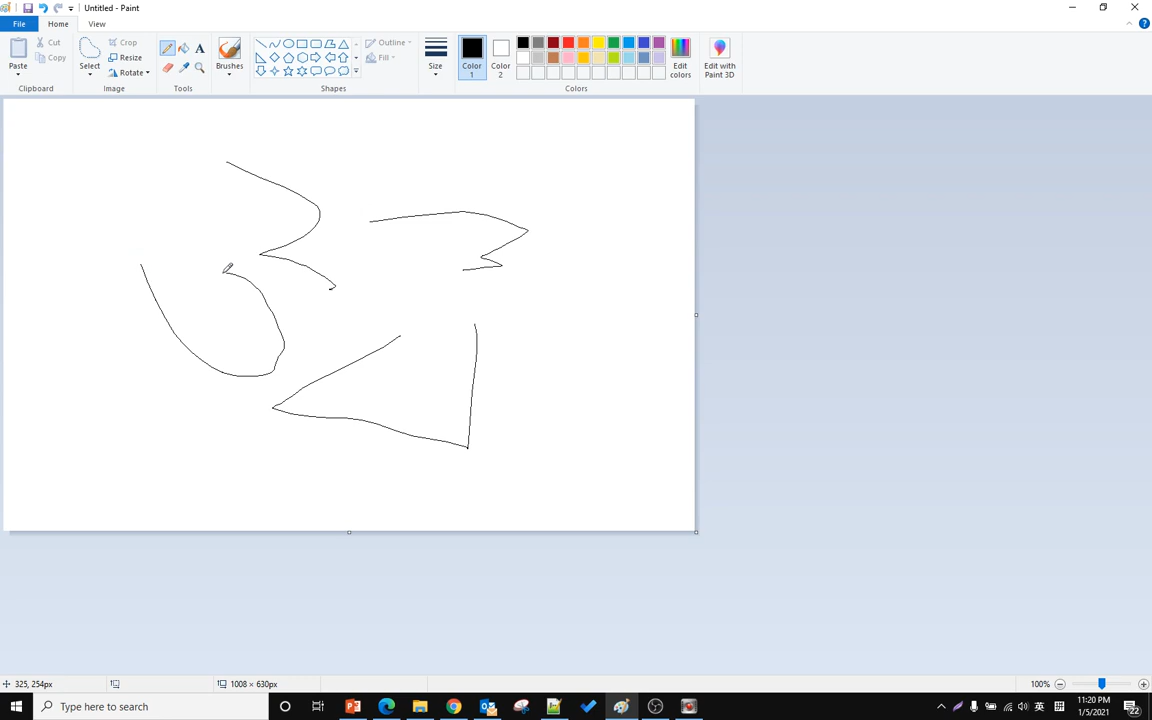 Untitled - Paint
File Home View
Paste Cut Copy Select Crop Resize Rotate A Brushes Outline Fill Size Color 1 Color 2 Edit colors Edit with Paint 3D
Clipboard Image Tools Shapes Colors
325, 254px 1008 × 630px 100%
Type here to search 英 11:20 PM
1/5/2021 22